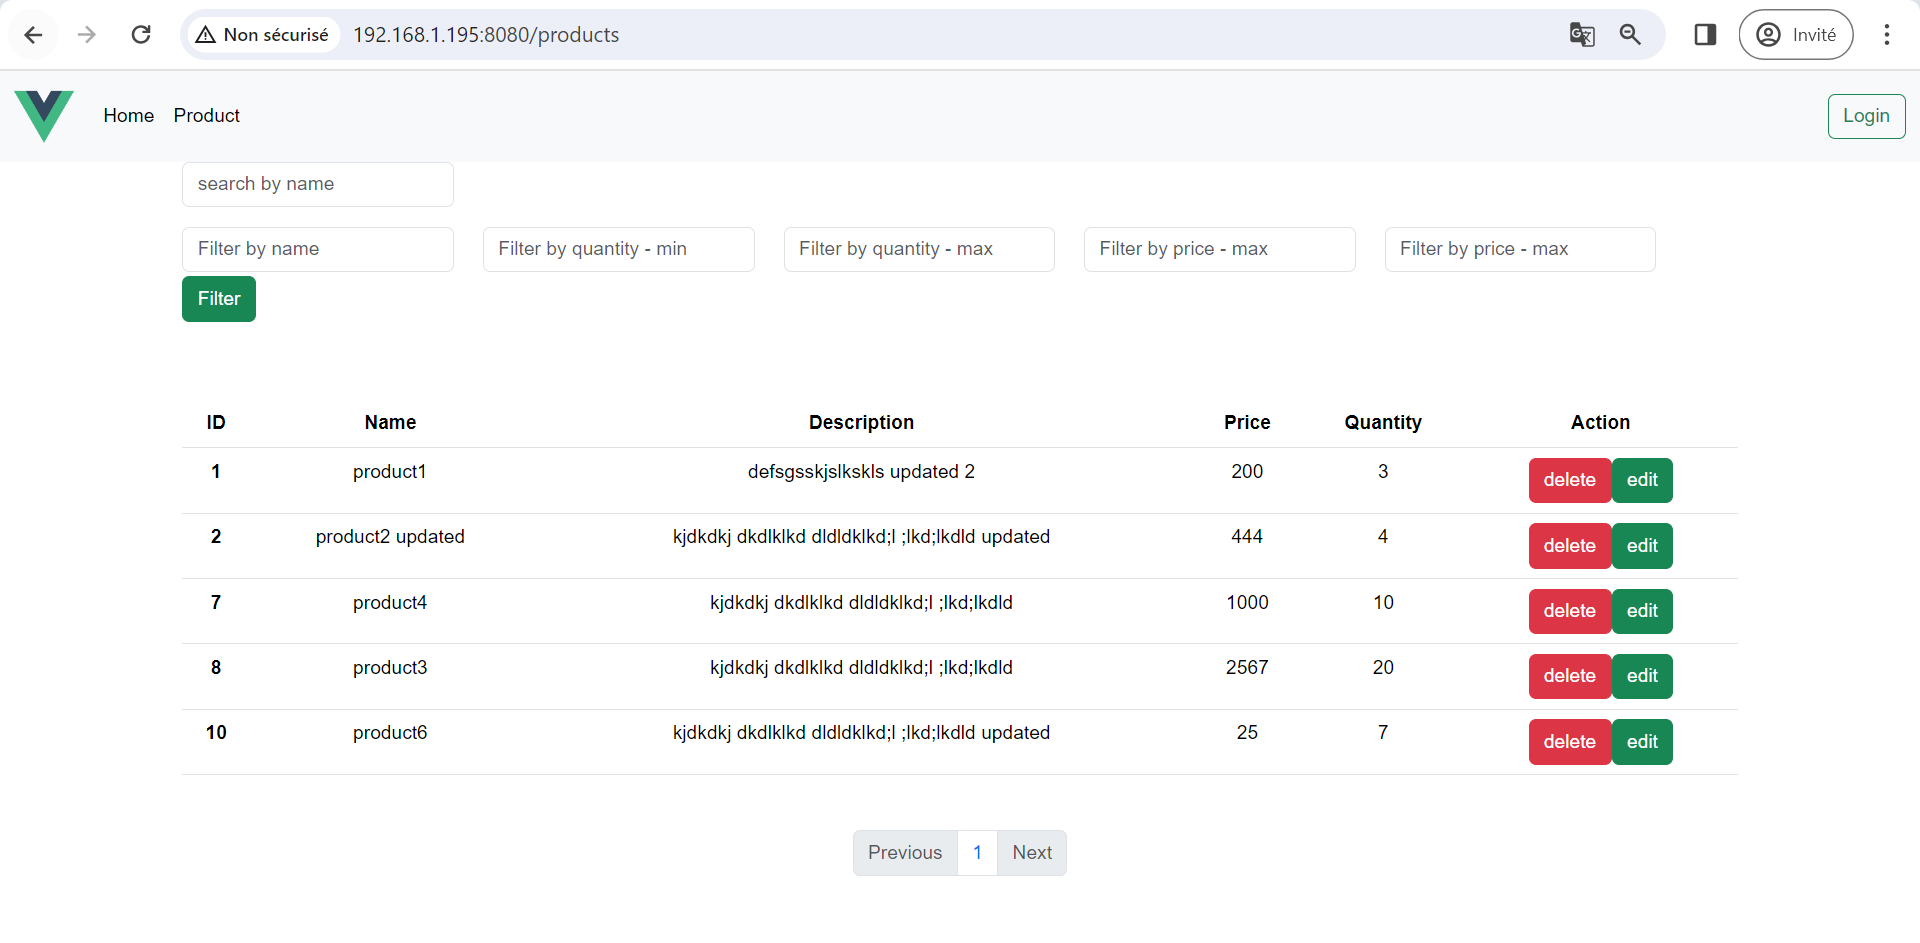 Non sécurisé 192.168.1.195:8080/products Invité
Home Product Login
search by name
Filter by name Filter by quantity - min Filter by quantity - max Filter by price - max Filter by price - max
Filter
ID Name Description Price Quantity Action
1 product1 defsgsskjslkskls updated 2 200 3 delete edit
2 product2 updated kjdkdkj dkdlklkd dldldklkd;l ;lkd;lkdld updated 444 4 delete edit
7 product4 kjdkdkj dkdlklkd dldldklkd;l ;lkd;lkdld 1000 10 delete edit
8 product3 kjdkdkj dkdlklkd dldldklkd;l ;lkd;lkdld 2567 20 delete edit
10 product6 kjdkdkj dkdlklkd dldldklkd;l ;lkd;lkdld updated 25 7 delete edit
Previous 1 Next